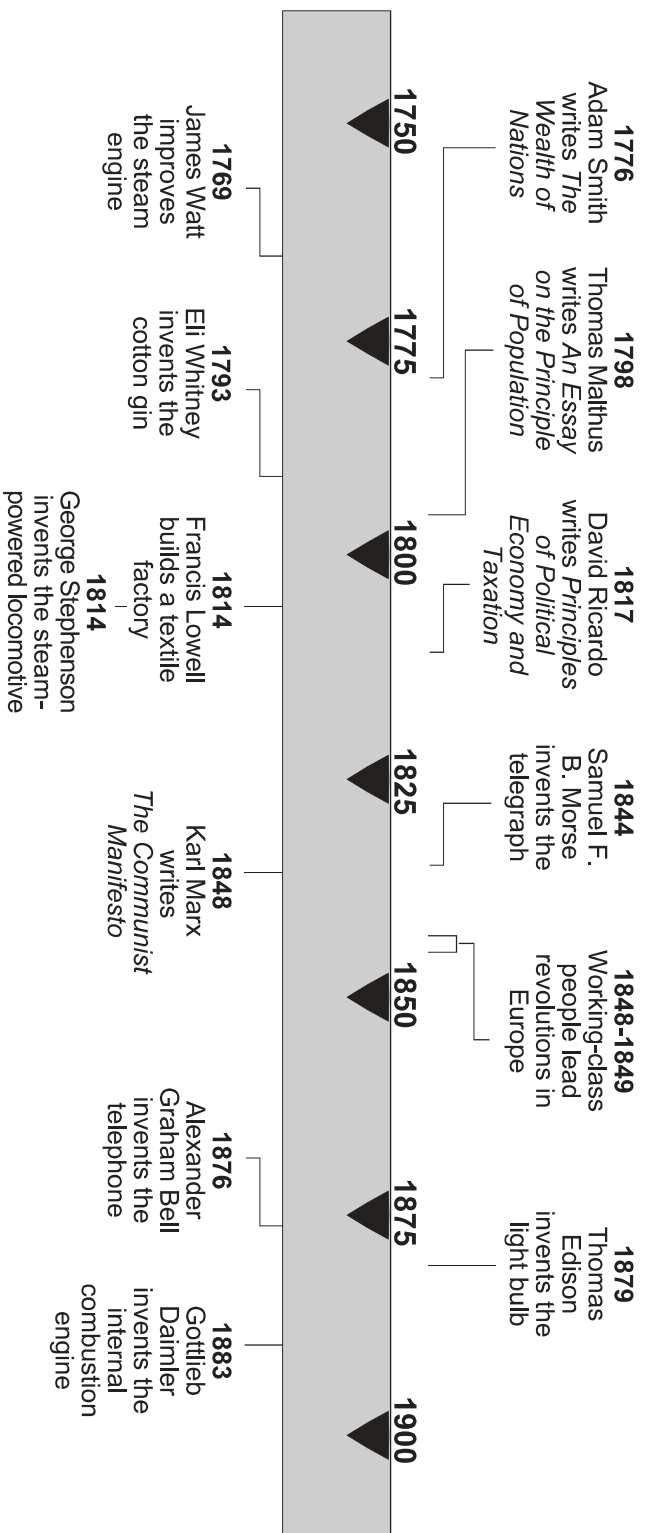 1776
Adam Smith
writes The
Wealth of
Nations
1798
Thomas Malthus
writes An Essay
on the Principle
of Population
1817
David Ricardo
writes Principles
of Political
Economy and
Taxation
1844
Samuel F.
B. Morse
invents the
telegraph
1848-1849
Working-class
people lead
revolutions in
Europe
1879
Thomas
Edison
invents the
light bulb
1750
1775
1800
1825
1850
1875
1900
1769
James Watt
improves
the steam
engine
1793
Eli Whitney
invents the
cotton gin
1814
Francis Lowell
builds a textile
factory
1814
George Stephenson
invents the steam-
powered locomotive
1848
Karl Marx
writes
The Communist
Manifesto
1876
Alexander
Graham Bell
invents the
telephone
1883
Gottlieb
Daimler
invents the
internal
combustion
engine